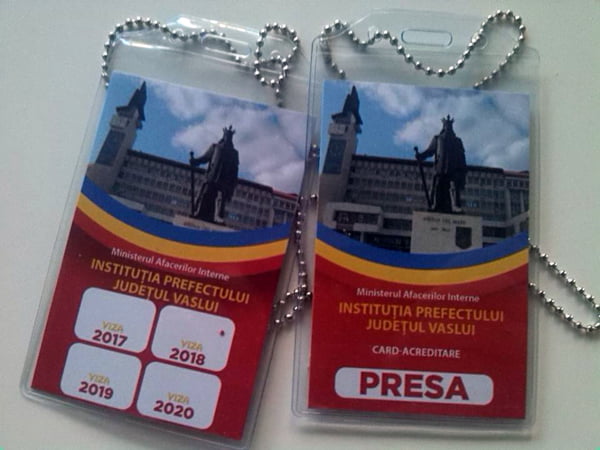 Ministerul Afacerilor Interne
INSTITUȚIA PREFECTULUI
JUDEȚUL VASLUI
VIZA
2017
VIZA
2018
VIZA
2019
VIZA
2020
Ministerul Afacerilor Interne
INSTITUȚIA PREFECTULUI
JUDEȚUL VASLUI
CARD-ACREDITARE
PRESA